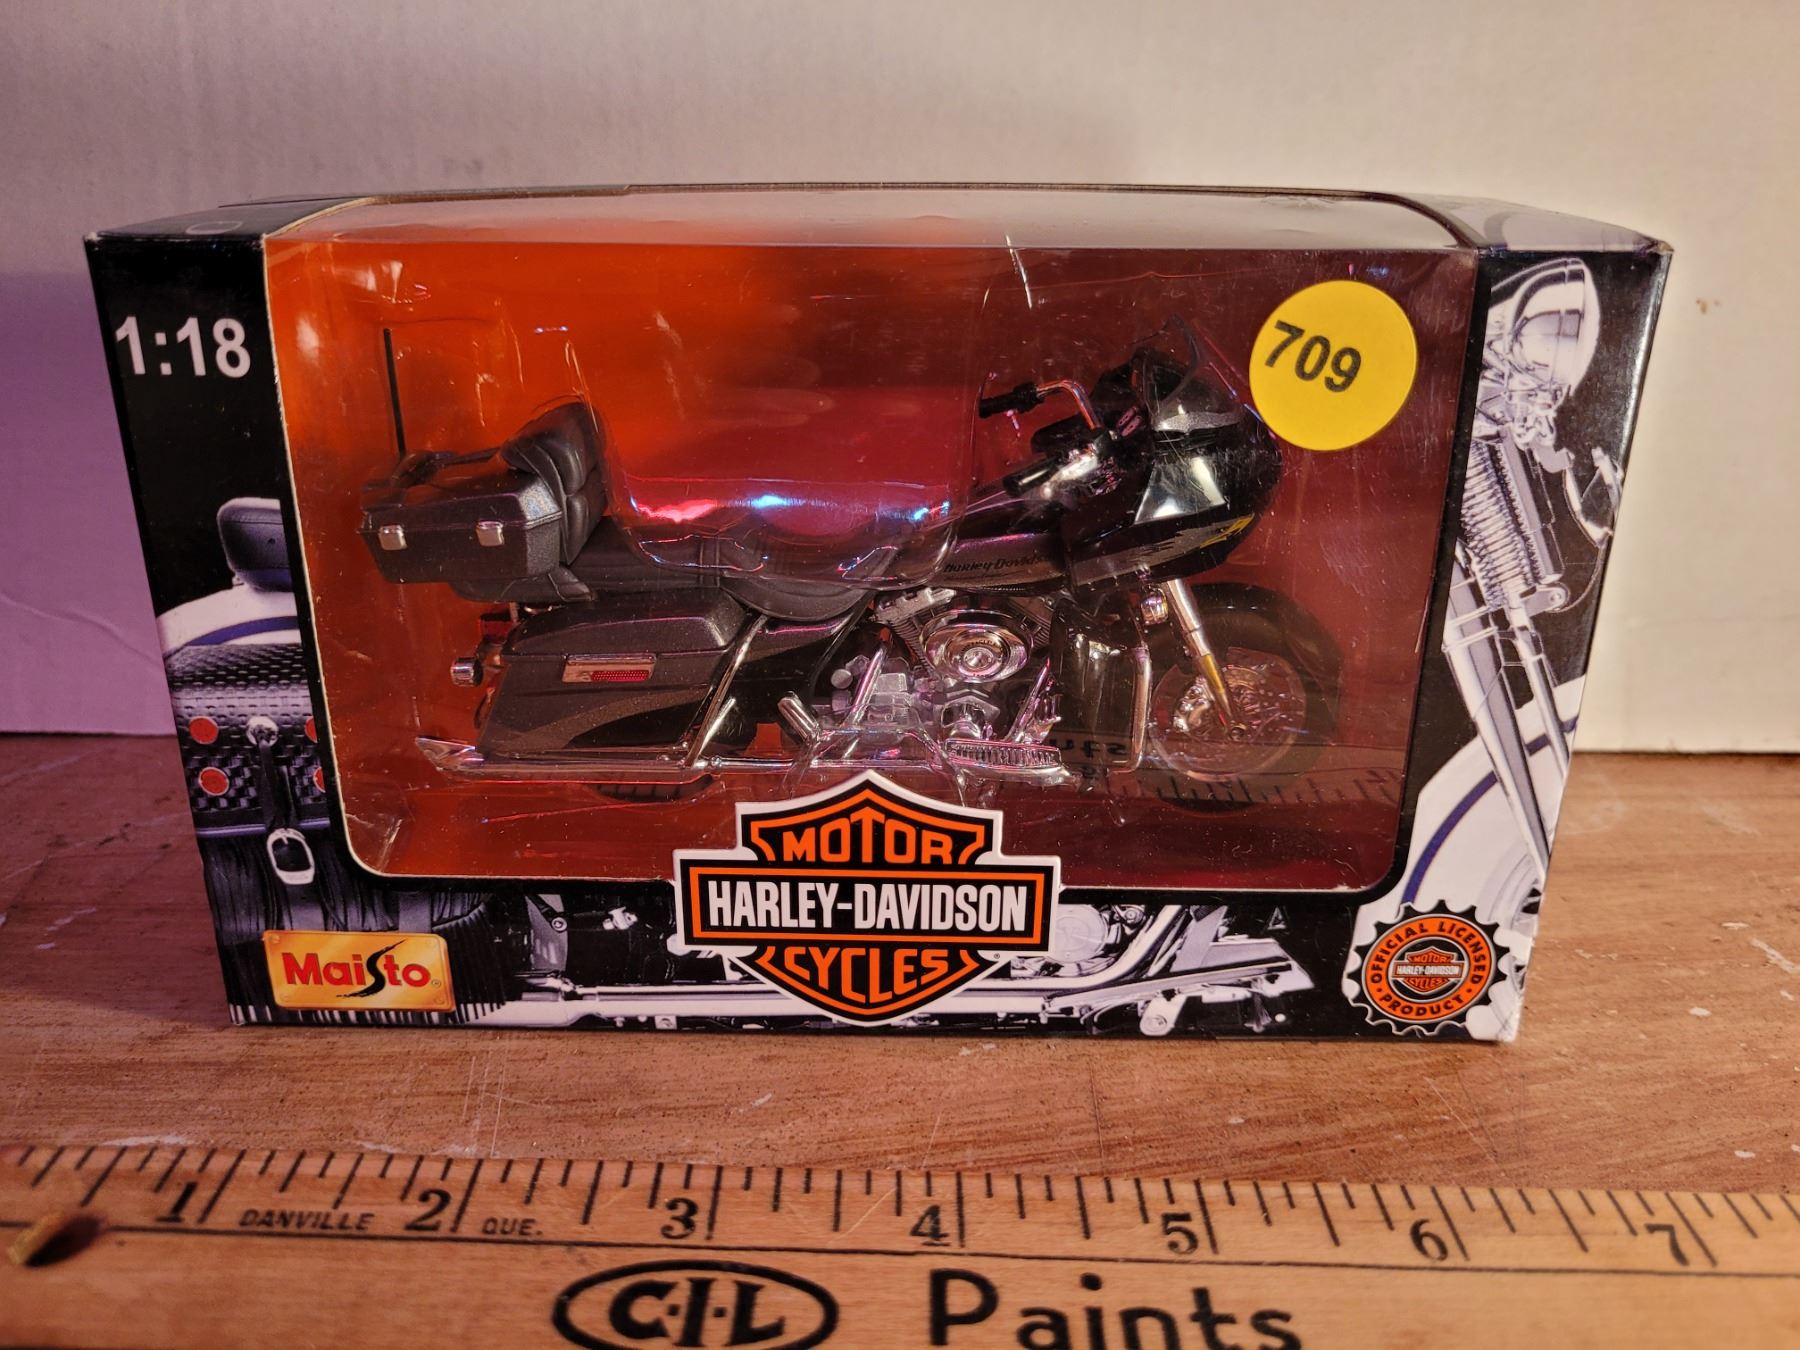 1:18
709
Harley-Davidson
MOTOR
HARLEY-DAVIDSON
CYCLES
Maisto
OFFICIAL LICENSED
MOTOR
HARLEY-DAVIDSON
CYCLES
PRODUCT
1 DANVILLE 2 QUE. 3 4 5 6 7
C·I·L Paints